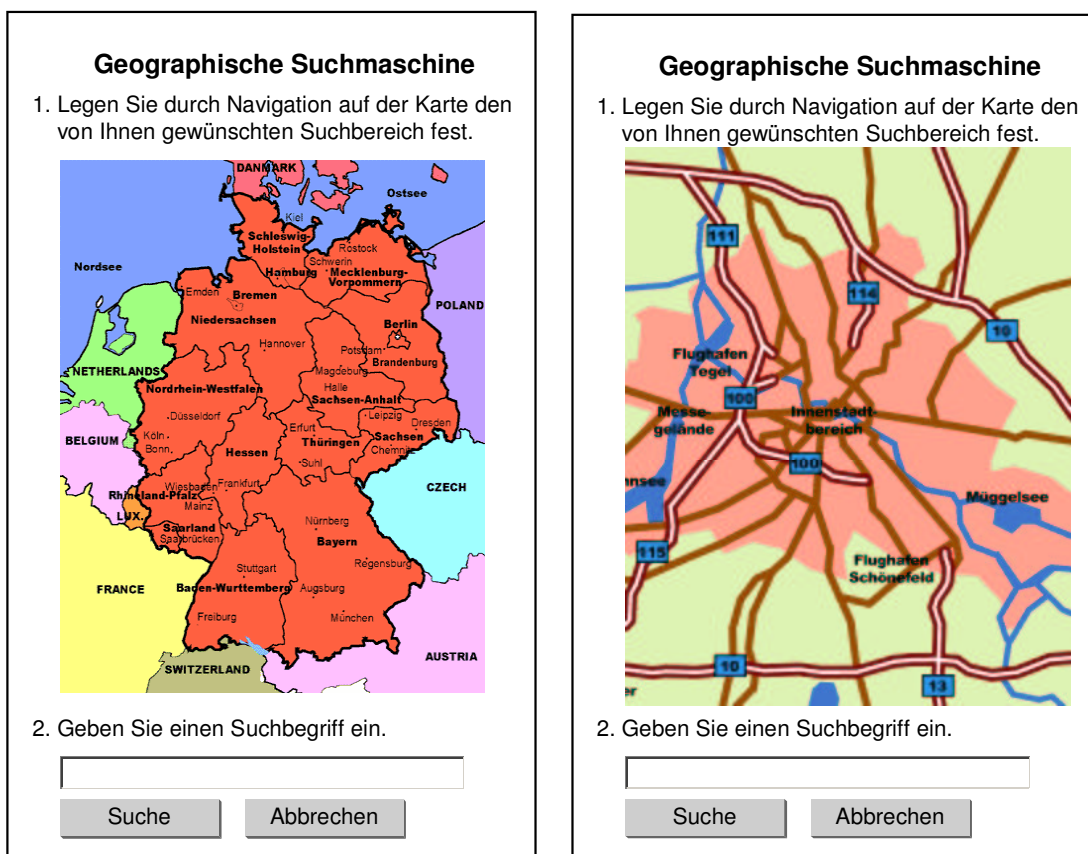 Geographische Suchmaschine
1. Legen Sie durch Navigation auf der Karte den
von Ihnen gewünschten Suchbereich fest.
DANMARK
Ostsee
Kiel
Schleswig-
Holstein
Rostock
Schwerin
Nordsee
Hamburg
Mecklenburg-
Vorpommern
Emden
Bremen
POLAND
Niedersachsen
Berlin
Hannover
Potsdam
Brandenburg
NETHERLANDS
Magdeburg
Nordrhein-Westfalen
Halle
Sachsen-Anhalt
Düsseldorf
Leipzig
Dresden
BELGIUM
Köln
Erfurt
Thüringen
Sachsen
Bonn
Hessen
Chemnitz
Suhl
Wiesbaden
Frankfurt
CZECH
Rhineland-Pfalz
Mainz
LUX.
Saarland
Nürnberg
Saarbrücken
Bayern
Regensburg
Stuttgart
FRANCE
Baden-Wurttemberg
Augsburg
Freiburg
München
AUSTRIA
SWITZERLAND
2. Geben Sie einen Suchbegriff ein.
Suche Abbrechen
Geographische Suchmaschine
1. Legen Sie durch Navigation auf der Karte den
von Ihnen gewünschten Suchbereich fest.
111
114
10
Flughafen
Tegel
100
Messe-
gelände
Innenstadt-
bereich
100
nnsee
Müggelsee
115
Flughafen
Schönefeld
10
13
er
2. Geben Sie einen Suchbegriff ein.
Suche Abbrechen